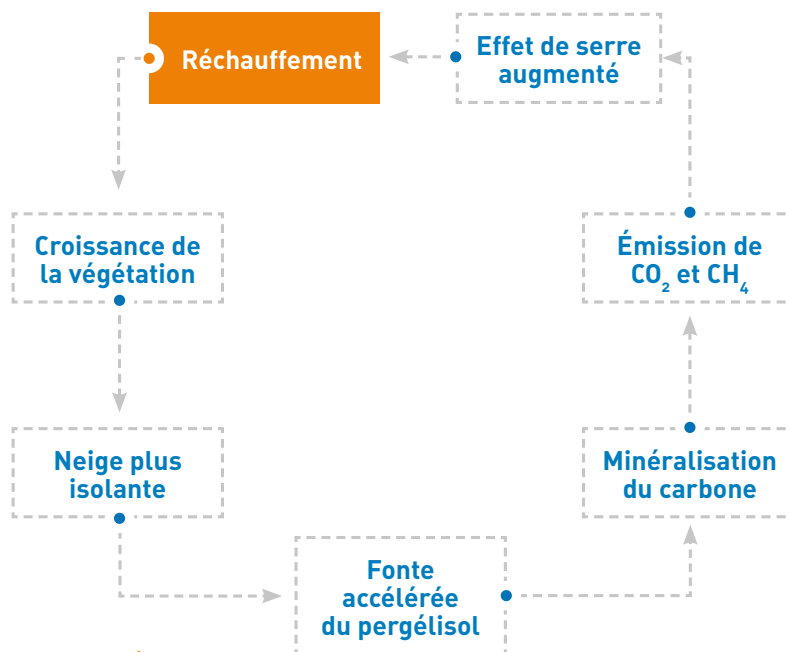 Réchauffement
Effet de serre
augmenté
Croissance de
la végétation
Émission de
CO₂ et CH₄
Neige plus
isolante
Minéralisation
du carbone
Fonte
accélérée
du pergélisol